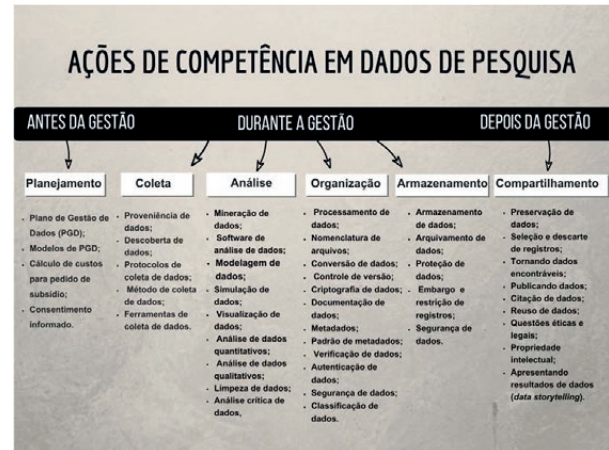 AÇÕES DE COMPETÊNCIA EM DADOS DE PESQUISA
ANTES DA GESTÃO
DURANTE A GESTÃO
DEPOIS DA GESTÃO
Planejamento
• Plano de Gestão de
Dados (PGD);
• Modelos de PGD;
• Cálculo de custos
para pedido de
subsídio;
• Consentimento
informado.
Coleta
• Proveniência de
dados;
• Descoberta de
dados;
• Protocolos de
coleta de dados;
• Método de coleta
de dados;
• Ferramentas de
coleta de dados.
Análise
• Mineração de
dados;
• Software de
análise de dados;
• Modelagem de
dados;
• Simulação de
dados;
• Visualização de
dados;
• Análise de dados
quantitativos;
• Análise de dados
qualitativos;
• Limpeza de dados;
• Análise crítica de
dados,
Organização
• Processamento de
dados;
• Nomenclatura de
arquivos;
• Conversão de dados;
• Controle de versão;
• Criptografia de dados;
• Documentação de
dados;
• Metadados;
• Padrão de metadados;
• Verificação de dados;
• Autenticação de
dados;
• Segurança de dados;
• Classificação de
dados.
Armazenamento
• Armazenamento
de dados;
• Arquivamento de
dados;
• Proteção de
dados;
• Embargo e
restrição de
registros;
• Segurança de
dados.
Compartilhamento
• Preservação de
dados;
• Seleção e descarte
de registros;
• Tornando dados
encontráveis;
• Publicando dados
• Citação de dados;
• Reuso de dados;
• Questões éticas e
legais;
• Propriedade
intelectual;
• Apresentando
resultados de dados
(data storytelling).